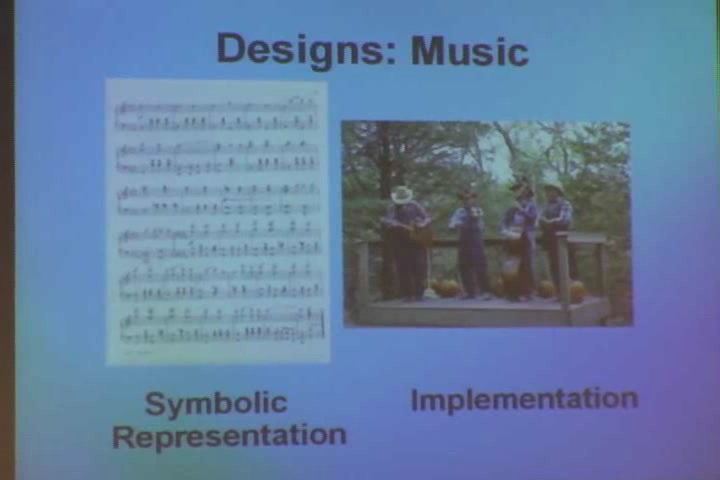 Designs: Music
Symbolic
Representation
Implementation